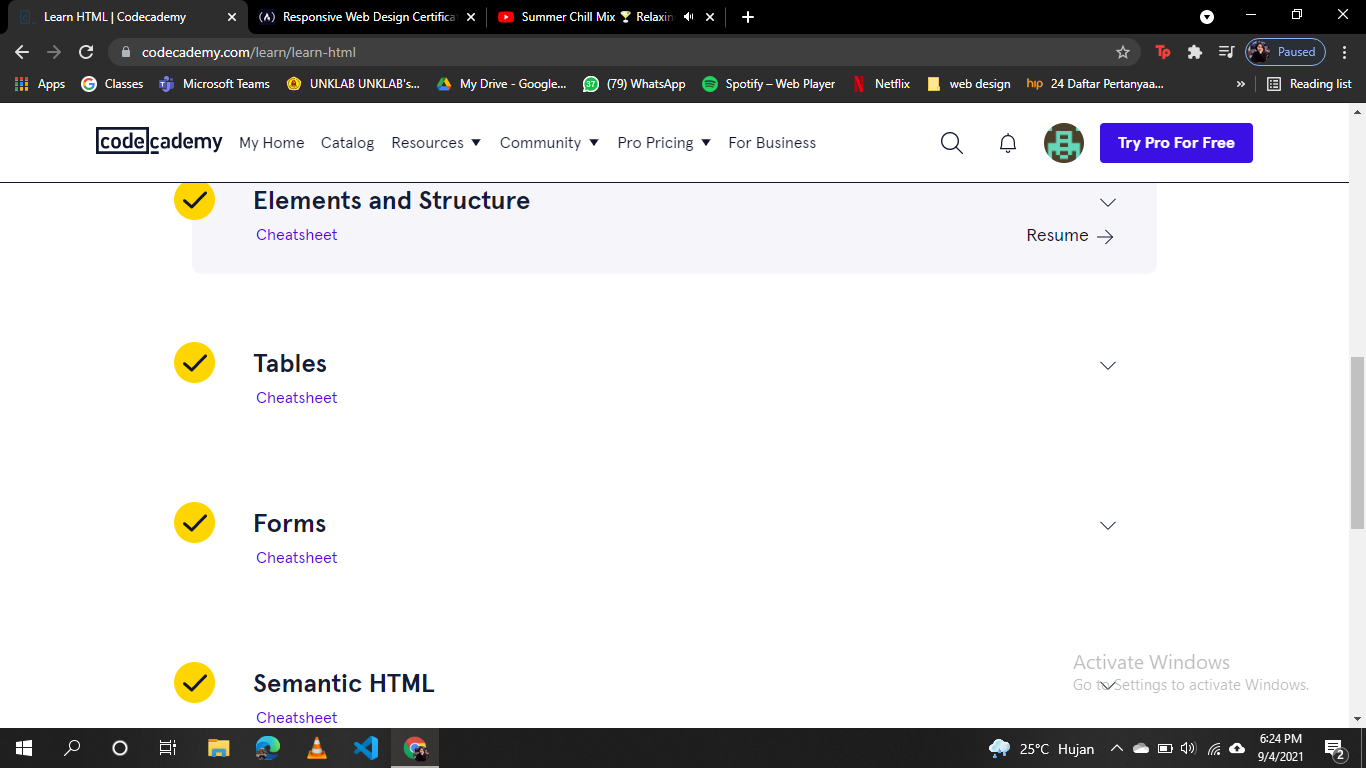 Learn HTML | Codecademy
Responsive Web Design Certifica
Summer Chill Mix 🏆 Relaxin
codecademy.com/learn/learn-html
Paused
Apps
Classes
Microsoft Teams
UNKLAB UNKLAB's...
My Drive - Google...
(79) WhatsApp
Spotify – Web Player
Netflix
web design
hip 24 Daftar Pertanyaa...
»
Reading list
codecademy
My Home
Catalog
Resources
Community
Pro Pricing
For Business
Try Pro For Free
Elements and Structure
Cheatsheet
Resume
Tables
Cheatsheet
Forms
Cheatsheet
Semantic HTML
Cheatsheet
Activate Windows
Go to Settings to activate Windows.
25°C Hujan
6:24 PM
9/4/2021
2